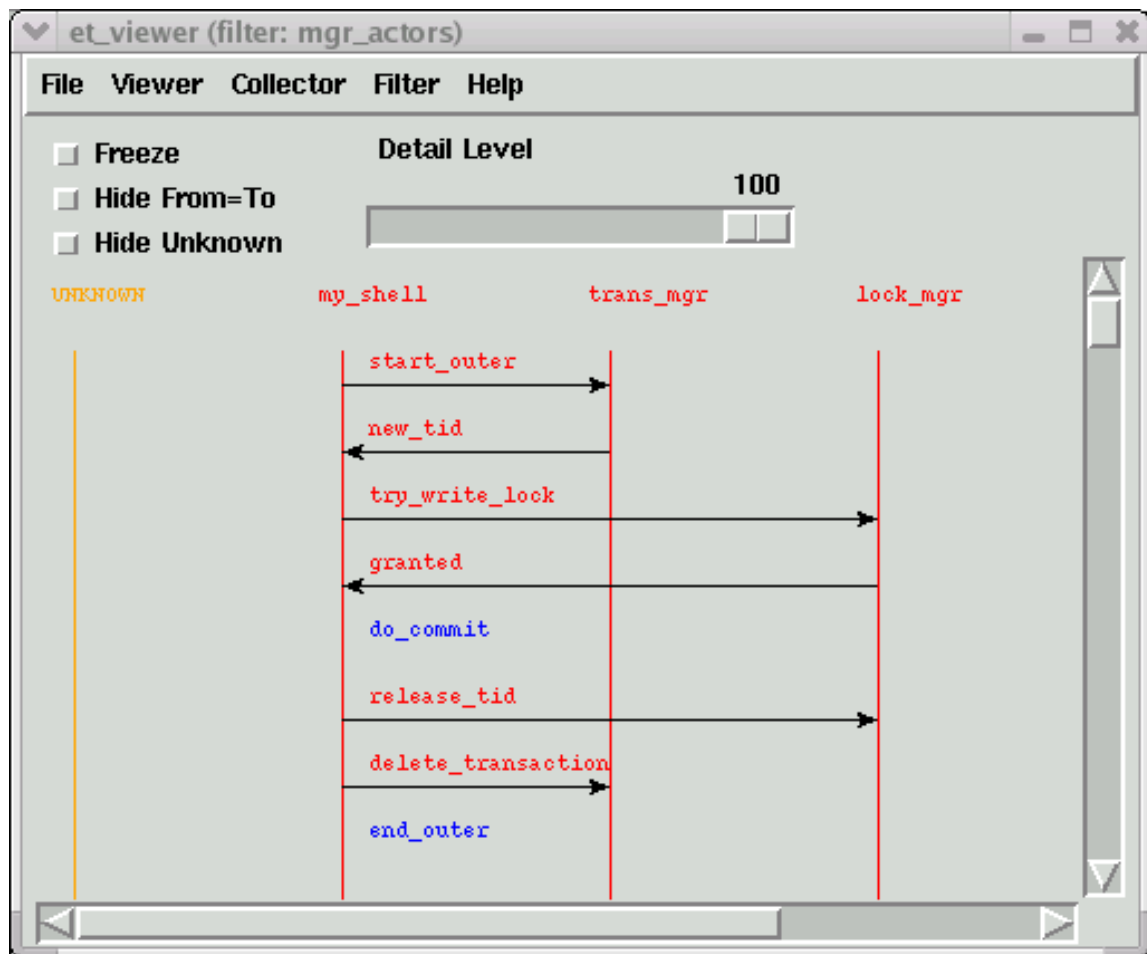 et_viewer (filter: mgr_actors)
File Viewer Collector Filter Help
Freeze
Hide From=To
Hide Unknown
Detail Level
100
UNKNOWN my_shell trans_mgr lock_mgr
start_outer
new_tid
try_write_lock
granted
do_commit
release_tid
delete_transaction
end_outer